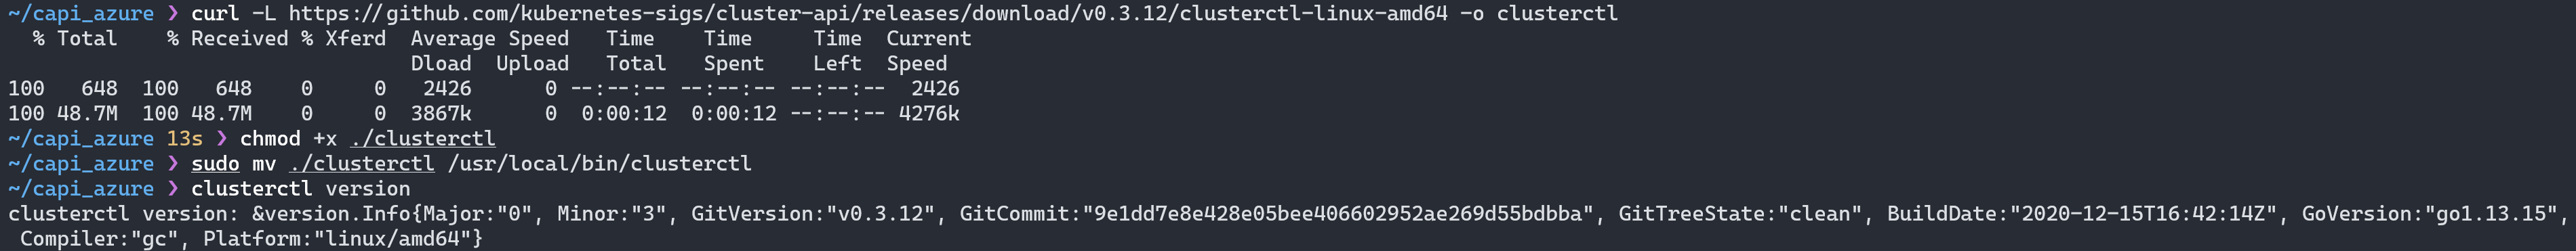 ~/capi_azure ❯ curl -L https://github.com/kubernetes-sigs/cluster-api/releases/download/v0.3.12/clusterctl-linux-amd64 -o clusterctl
  % Total    % Received % Xferd  Average Speed   Time    Time     Time  Current
                                 Dload  Upload   Total   Spent    Left  Speed
100   648  100   648    0     0   2426      0 --:--:-- --:--:-- --:--:--  2426
100 48.7M  100 48.7M    0     0  3867k      0  0:00:12  0:00:12 --:--:-- 4276k
~/capi_azure 13s ❯ chmod +x ./clusterctl
~/capi_azure ❯ sudo mv ./clusterctl /usr/local/bin/clusterctl
~/capi_azure ❯ clusterctl version
clusterctl version: &version.Info{Major:"0", Minor:"3", GitVersion:"v0.3.12", GitCommit:"9e1dd7e8e428e05bee406602952ae269d55bdbba", GitTreeState:"clean", BuildDate:"2020-12-15T16:42:14Z", GoVersion:"go1.13.15",
 Compiler:"gc", Platform:"linux/amd64"}